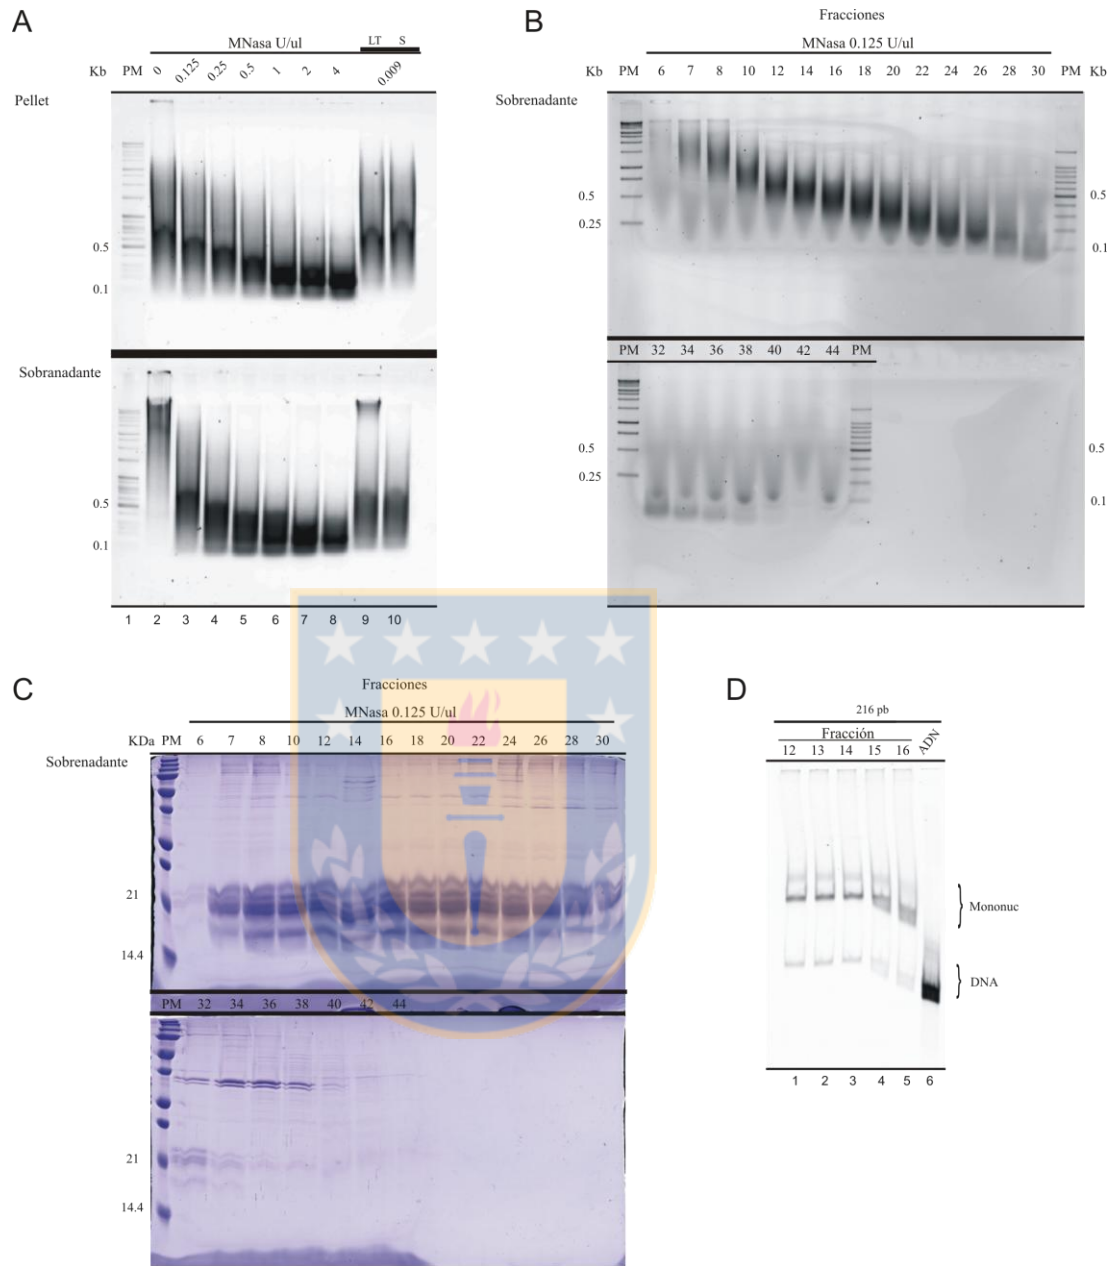 A
MNasa U/ul
LT S
Kb PM 0 0.125 0.25 0.5 1 2 4 0.009
Pellet
0.5
0.1
Sobranadante
0.5
0.1
1 2 3 4 5 6 7 8 9 10
B
Fracciones
MNasa 0.125 U/ul
Kb PM 6 7 8 10 12 14 16 18 20 22 24 26 28 30 PM Kb
Sobrenadante
0.5 0.5
0.25
0.1
PM 32 34 36 38 40 42 44 PM
0.5 0.5
0.25
0.1
C
Fracciones
MNasa 0.125 U/ul
KDa PM 6 7 8 10 12 14 16 18 20 22 24 26 28 30
Sobrenadante
21
14.4
PM 32 34 36 38 40 42 44
21
14.4
D
216 pb
Fracción
12 13 14 15 16 ADN
Mononuc
DNA
1 2 3 4 5 6